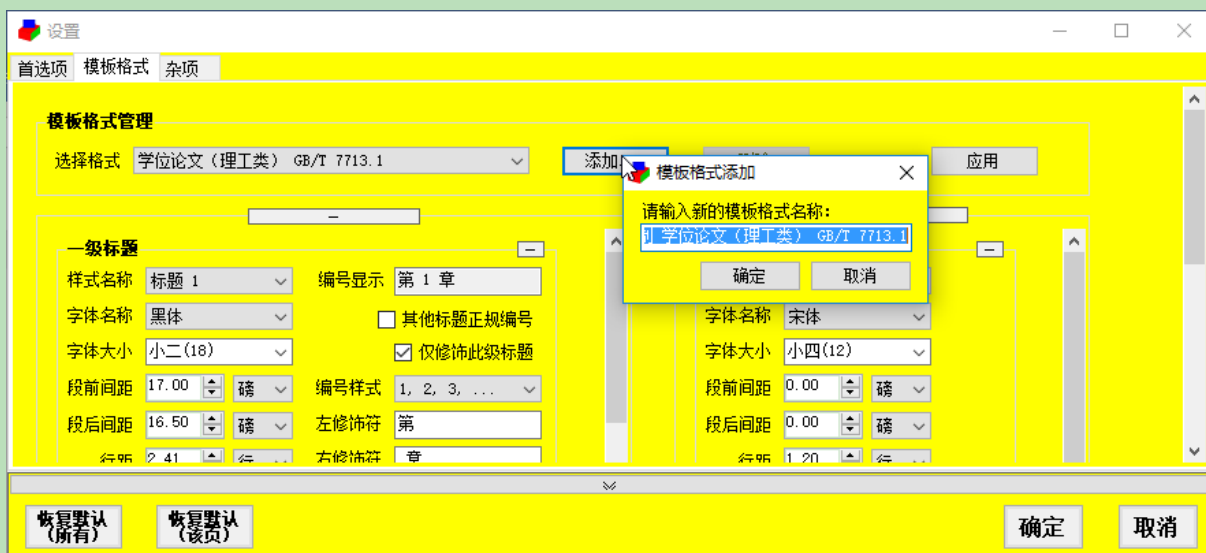 设置
首选项 模板格式 杂项
模板格式管理
选择格式 学位论文（理工类） GB/T 7713.1 添加 应用
模板格式添加
请输入新的模板格式名称:
学位论文（理工类） GB/T 7713.1
确定 取消
一级标题
样式名称 标题 1 编号显示 第 1 章
字体名称 黑体 其他标题正规编号 字体名称 宋体
字体大小 小二(18) 仅修饰此级标题 字体大小 小四(12)
段前间距 17.00 磅 编号样式 1, 2, 3, ... 段前间距 0.00 磅
段后间距 16.50 磅 左修饰符 第 段后间距 0.00 磅
行距 2.41 行 右修饰符 章 行距 1.20 行
恢复默认 恢复默认 确定 取消
(所有) (该页)